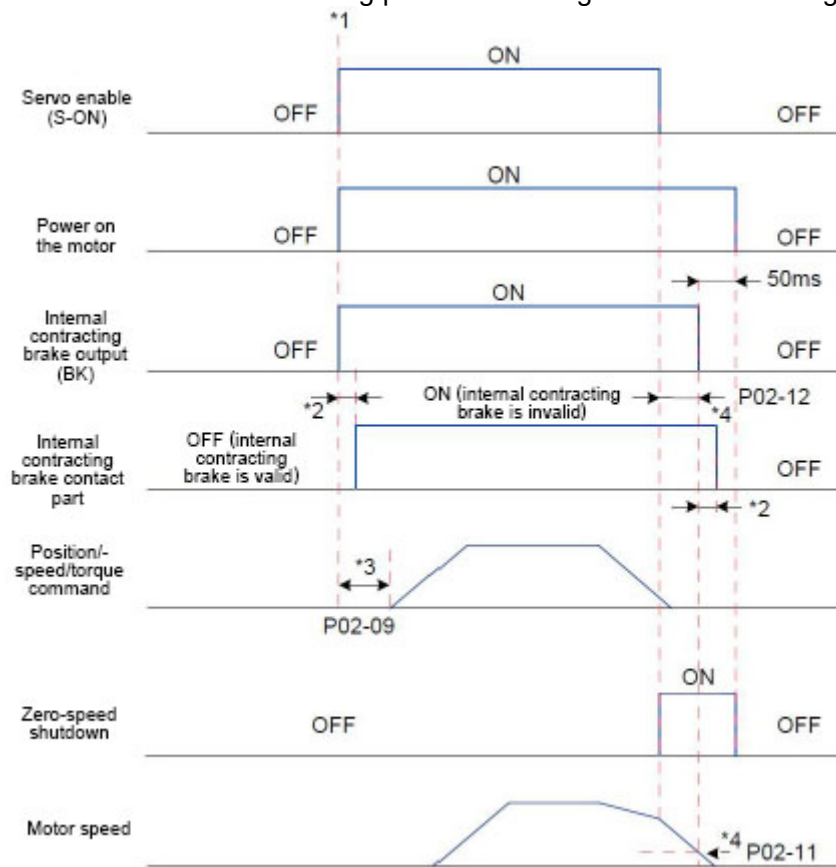 *1
ON
Servo enable
(S-ON)
OFF
OFF
ON
Power on
the motor
OFF
OFF
50ms
ON
Internal
contracting
brake output
(BK)
OFF
OFF
*2
ON (internal contracting
brake is invalid)
P02-12
*4
Internal
contracting
brake contact
part
OFF (internal
contracting
brake is valid)
OFF
*2
Position/-
speed/torque
command
*3
P02-09
ON
Zero-speed
shutdown
OFF
OFF
Motor speed
*4 P02-11